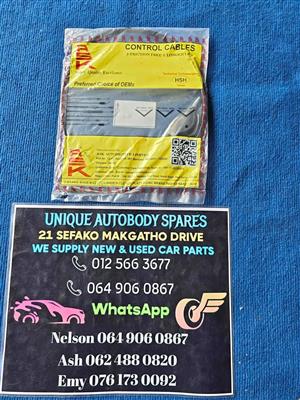 CONTROL CABLES
Preferred Choice of OEMs
HSH
UNIQUE AUTOBODY SPARES
21 SEFAKO MAKGATHO DRIVE
WE SUPPLY NEW & USED CAR PARTS
012 566 3677
064 906 0867
WhatsApp
Nelson 064 906 0867
Ash 062 488 0820
Emy 076 173 0092